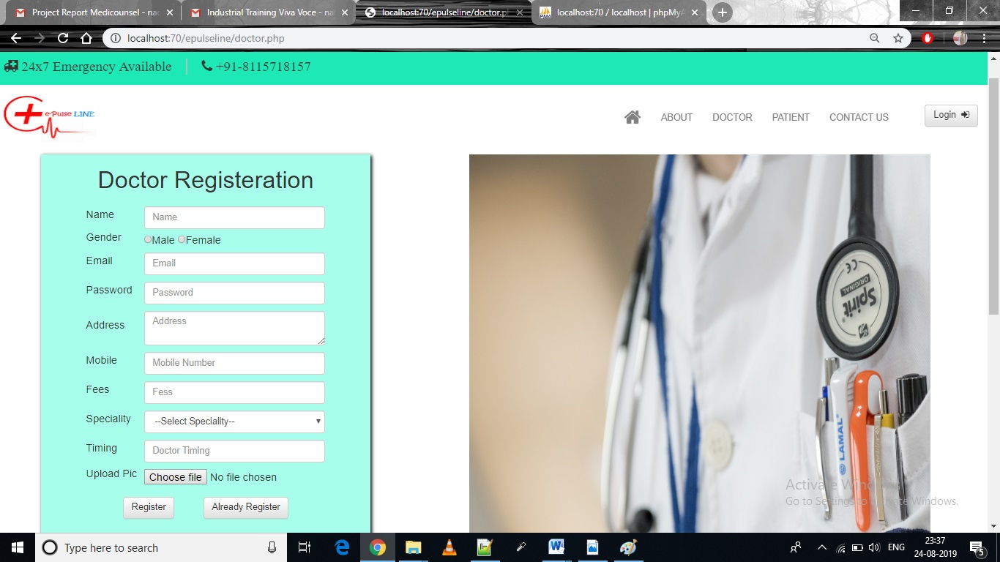 Project Report Medicounsel - nac
Industrial Training Viva Voce - na
localhost:70/epulseline/doctor.p
localhost:70 / localhost | phpMyA
localhost:70/epulseline/doctor.php
24x7 Emergency Available
+91-8115718157
e-Pulse LINE
ABOUT
DOCTOR
PATIENT
CONTACT US
Login
Doctor Registeration
Name
Name
Gender
Male Female
Email
Email
Password
Password
Address
Address
Mobile
Mobile Number
Fees
Fess
Speciality
--Select Speciality--
Timing
Doctor Timing
Upload Pic
Choose file No file chosen
Register
Already Register
CE
ORIGINAL
Spirit
LAMAL
Activate Windows
Go to Settings to activate Windows.
Type here to search
ENG
23:37
24-08-2019
5